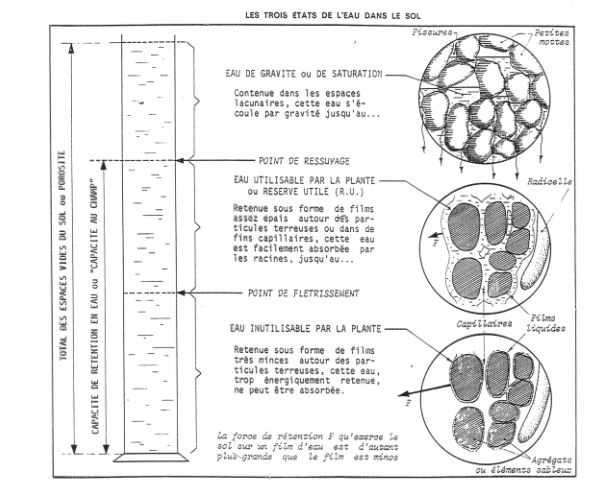 LES TROIS ÉTATS DE L'EAU DANS LE SOL
Fissures
Petites
mottes
EAU DE GRAVITE ou DE SATURATION
Contenue dans les espaces
lacunaires, cette eau s'é-
coule par gravité jusqu'au...
POINT DE RESSUYAGE
EAU UTILISABLE PAR LA PLANTE
ou RESERVE UTILE (R.U.)
Radicelle
Retenue sous forme de films
assez épais autour des par-
ticules terreuses ou dans de
fins capillaires, cette eau
est facilement absorbée par
les racines, jusqu'au...
F
POINT DE FLETRISSEMENT
Capillaires
Films
liquides
EAU INUTILISABLE PAR LA PLANTE
Retenue sous forme de films
très minces autour des par-
ticules terreuses, cette eau,
trop énergiquement retenue,
ne peut être absorbée.
F
La force de rétention F qu'exerce le
sol sur un film d'eau est d'autant
plus grande que le film est mince
Agrégats
ou éléments sableux
TOTAL DES ESPACES VIDES DU SOL ou POROSITE
CAPACITE DE RETENTION EN EAU ou "CAPACITE AU CHAMP"